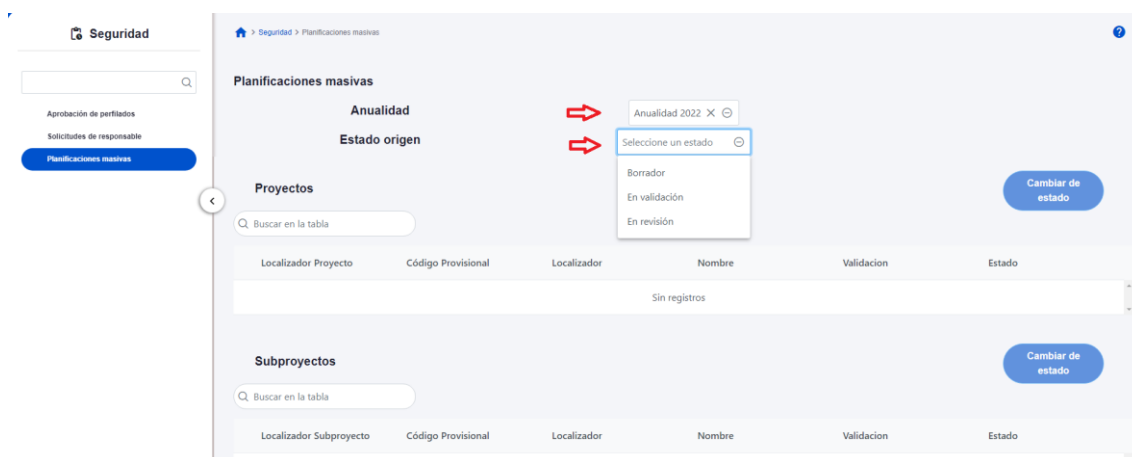 Seguridad
> Seguridad > Planificaciones masivas
?
Planificaciones masivas
Aprobación de perfilados
Solicitudes de responsable
Planificaciones masivas
Anualidad
Anualidad 2022
Estado origen
Seleccione un estado
Borrador
En validación
En revisión
Proyectos
Cambiar de
estado
Buscar en la tabla
Localizador Proyecto Código Provisional Localizador Nombre Validacion Estado
Sin registros
Subproyectos
Cambiar de
estado
Buscar en la tabla
Localizador Subproyecto Código Provisional Localizador Nombre Validacion Estado